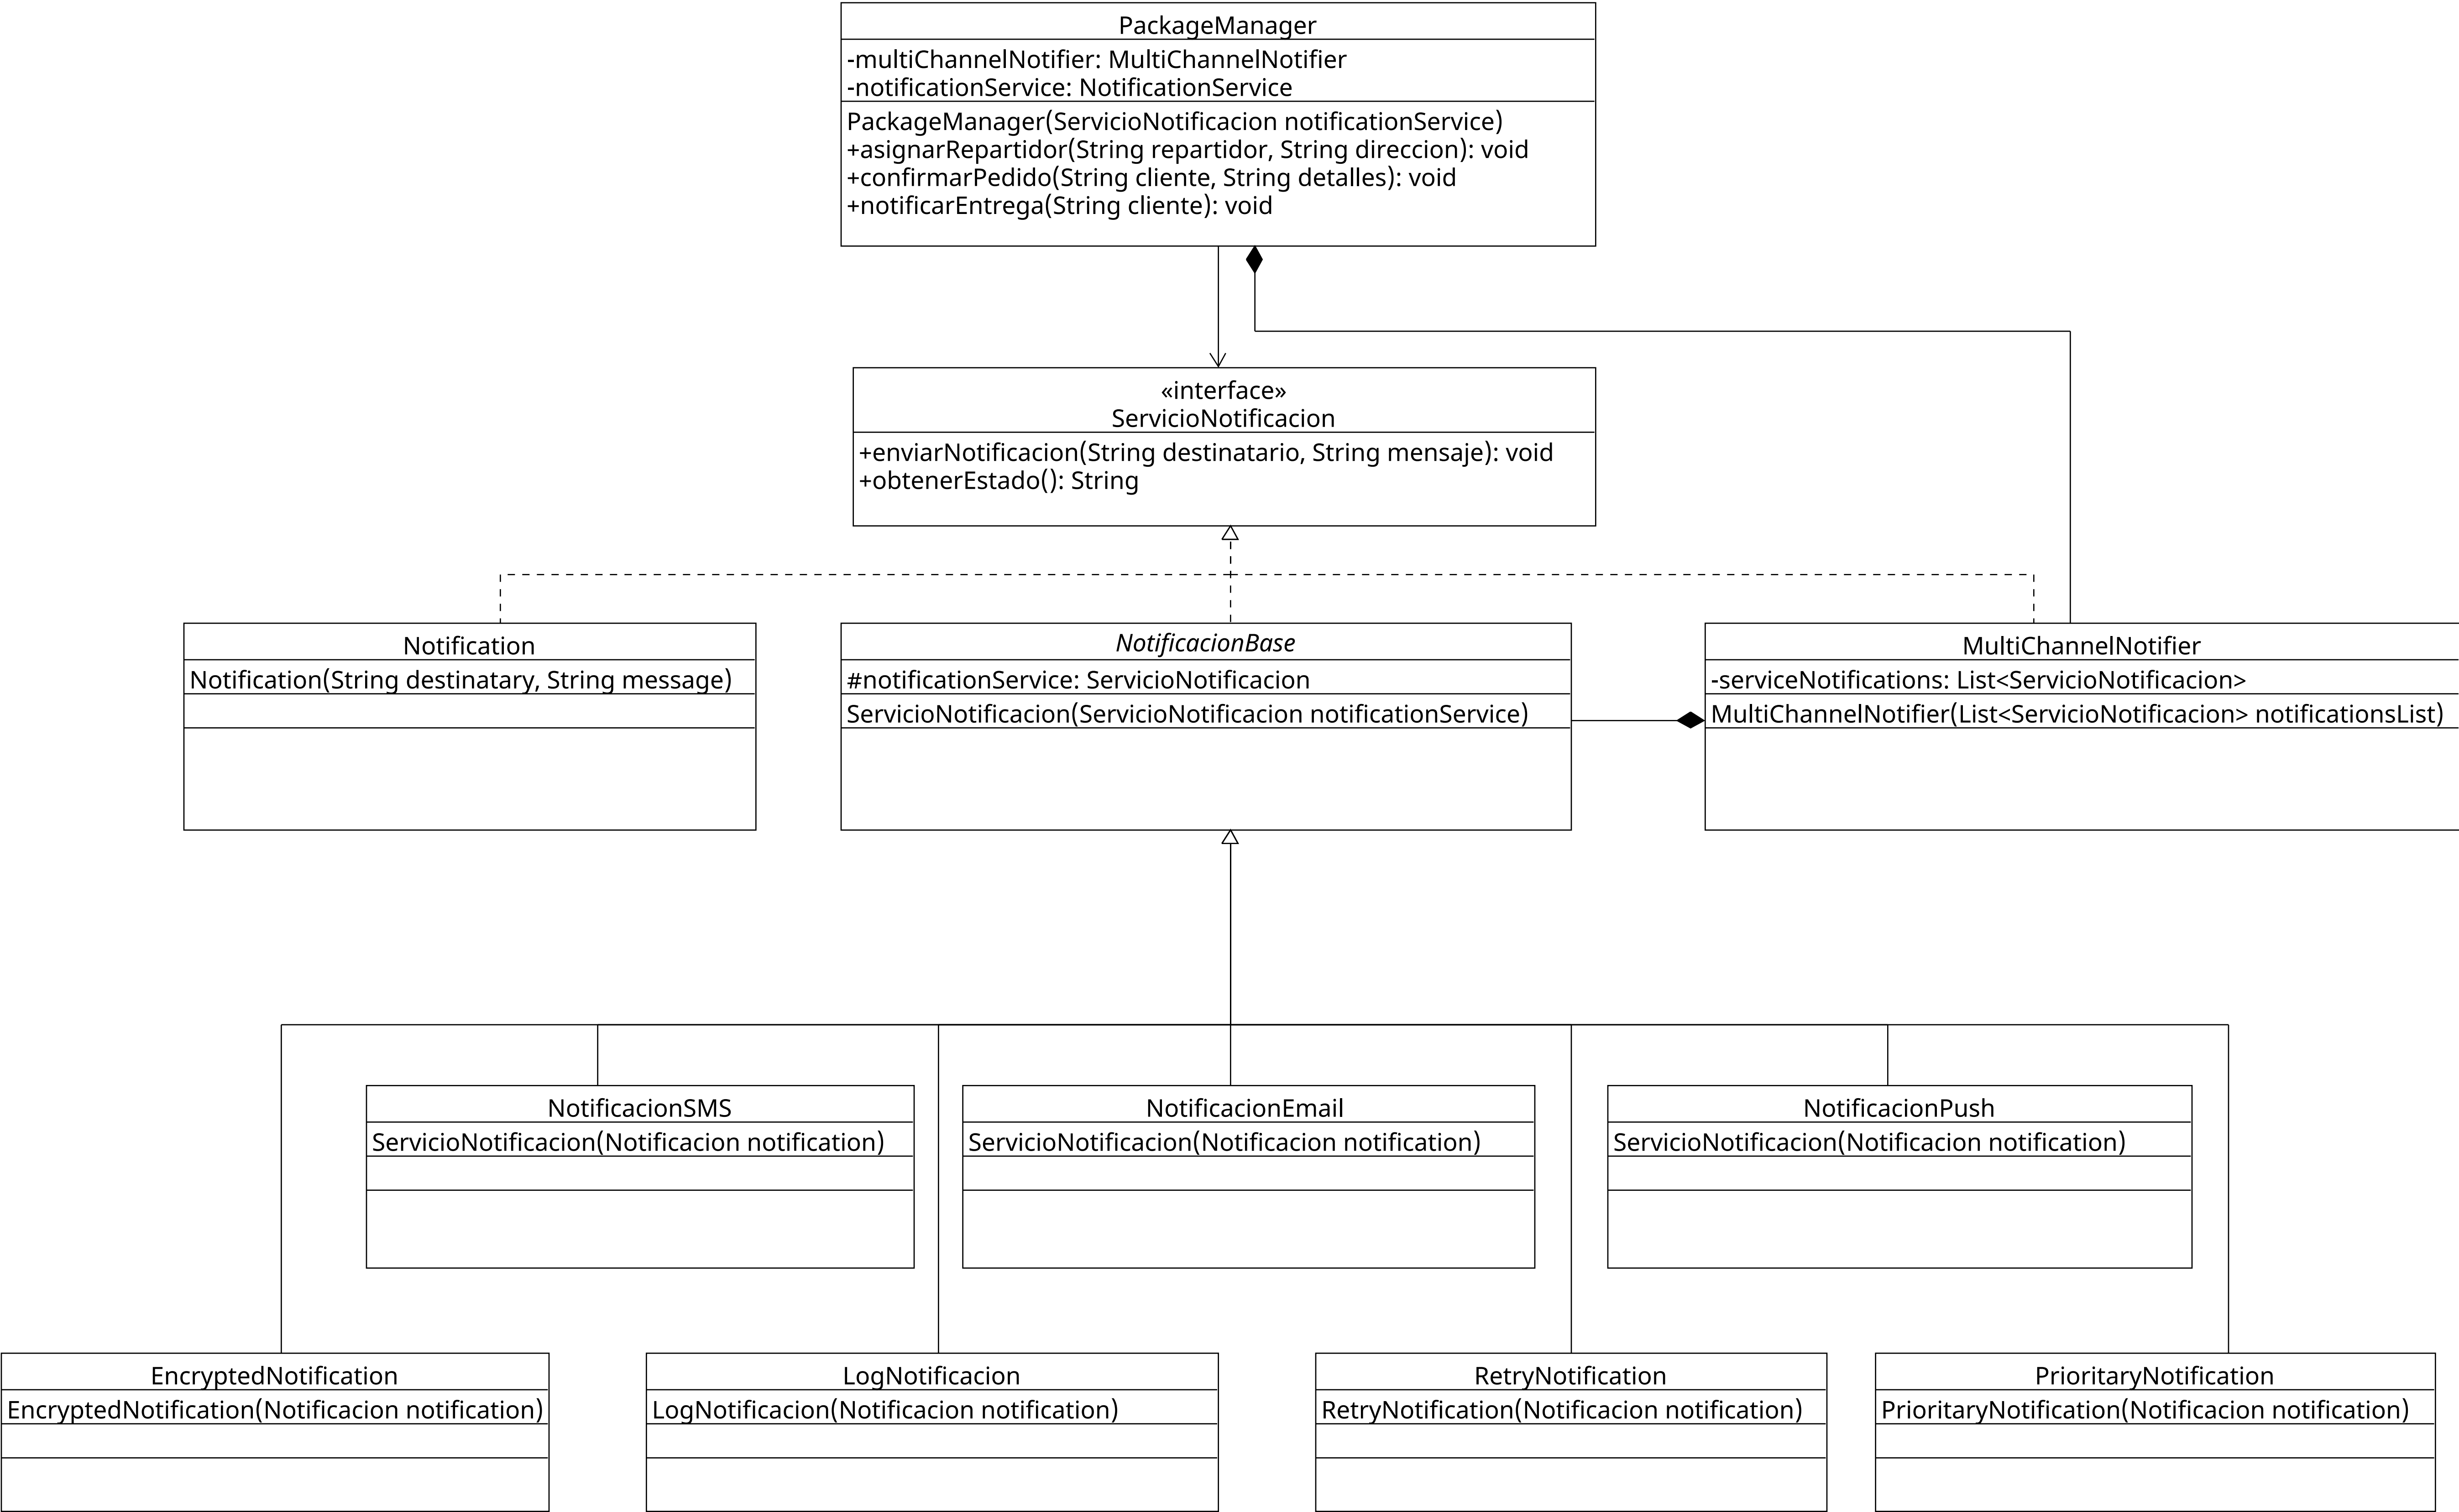 PackageManager
-multiChannelNotifier: MultiChannelNotifier
-notificationService: NotificationService
PackageManager(ServicioNotificacion notificationService)
+asignarRepartidor(String repartidor, String direccion): void
+confirmarPedido(String cliente, String detalles): void
+notificarEntrega(String cliente): void
«interface»
ServicioNotificacion
+enviarNotificacion(String destinatario, String mensaje): void
+obtenerEstado(): String
Notification
Notification(String destinatary, String message)
NotificacionBase
#notificationService: ServicioNotificacion
ServicioNotificacion(ServicioNotificacion notificationService)
MultiChannelNotifier
-serviceNotifications: List<ServicioNotificacion>
MultiChannelNotifier(List<ServicioNotificacion> notificationsList)
NotificacionSMS
ServicioNotificacion(Notificacion notification)
NotificacionEmail
ServicioNotificacion(Notificacion notification)
NotificacionPush
ServicioNotificacion(Notificacion notification)
EncryptedNotification
EncryptedNotification(Notificacion notification)
LogNotificacion
LogNotificacion(Notificacion notification)
RetryNotification
RetryNotification(Notificacion notification)
PrioritaryNotification
PrioritaryNotification(Notificacion notification)